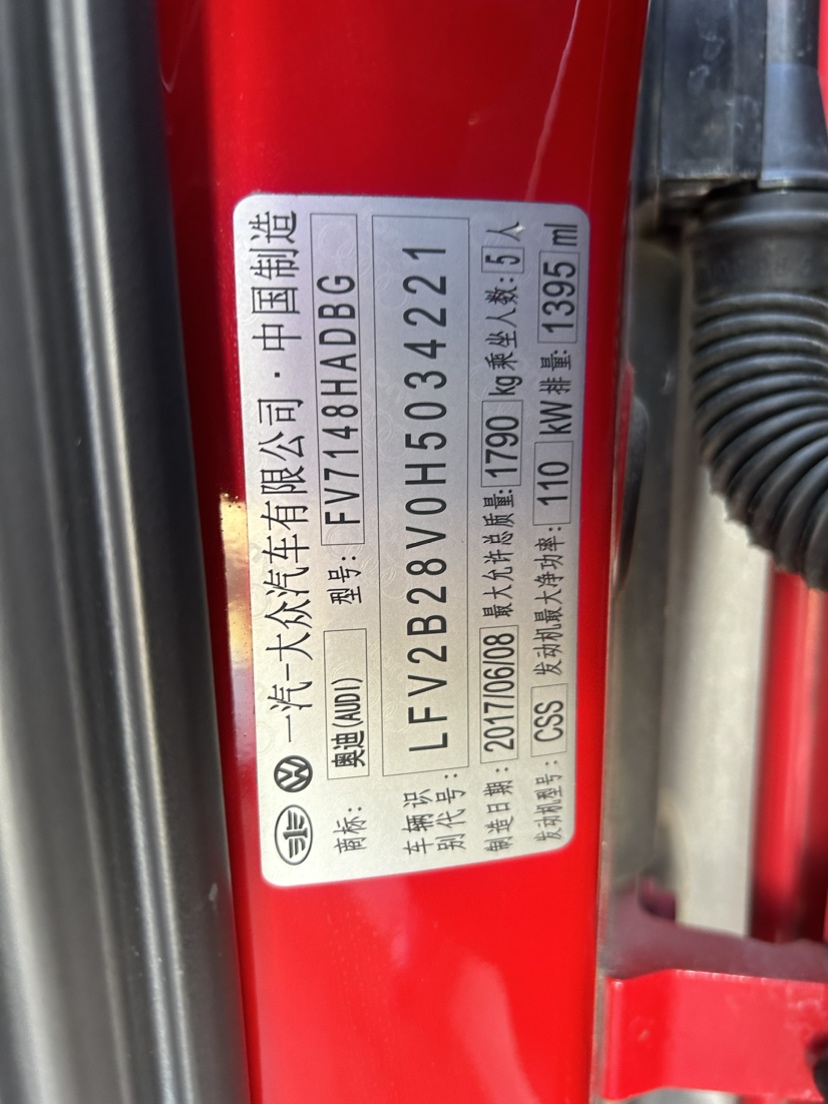 一汽-大众汽车有限公司·中国制造
商标: 奥迪(AUDI) 型号: FV7148HADBG
车辆识别代号: LFV2B28V0H5034221
制造日期: 2017/06/08 最大允许总质量: 1790 kg 乘坐人数: 5 人
发动机型号: CSS 发动机最大净功率: 110 kW 排量: 1395 ml